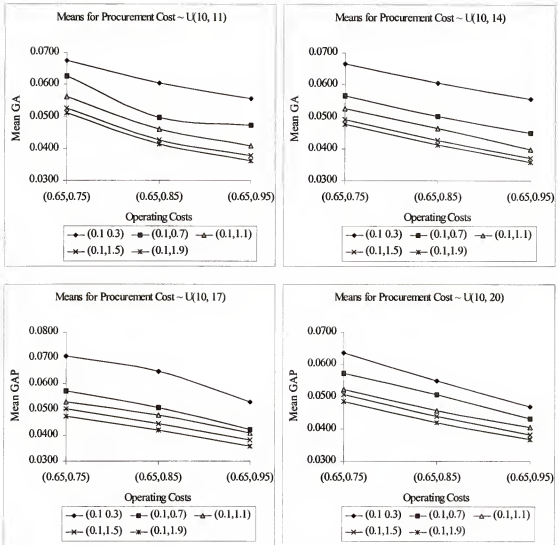 Means for Procurement Cost ~ U(10, 11)
Mean GA
0.0700
0.0600
0.0500
0.0400
0.0300
(0.65,0.75) (0.65,0.85) (0.65,0.95)
Operating Costs
(0.1 0.3) (0.1,0.7) (0.1,1.1)
(0.1,1.5) (0.1,1.9)
Means for Procurement Cost ~ U(10, 14)
Mean GA
0.0700
0.0600
0.0500
0.0400
0.0300
(0.65,0.75) (0.65,0.85) (0.65,0.95)
Operating Costs
(0.1 0.3) (0.1,0.7) (0.1,1.1)
(0.1,1.5) (0.1,1.9)
Means for Procurement Cost ~ U(10, 17)
Mean GAP
0.0800
0.0700
0.0600
0.0500
0.0400
0.0300
(0.65,0.75) (0.65,0.85) (0.65,0.95)
Operating Costs
(0.1 0.3) (0.1,0.7) (0.1,1.1)
(0.1,1.5) (0.1,1.9)
Means for Procurement Cost ~ U(10, 20)
Mean GAP
0.0700
0.0600
0.0500
0.0400
0.0300
(0.65,0.75) (0.65,0.85) (0.65,0.95)
Operating Costs
(0.1 0.3) (0.1,0.7) (0.1,1.1)
(0.1,1.5) (0.1,1.9)